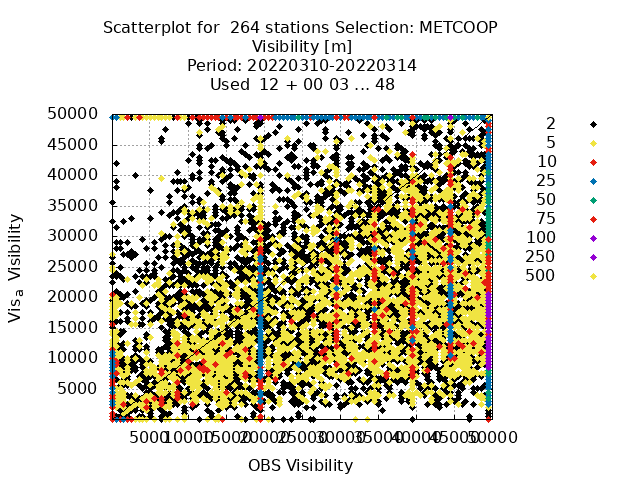 Scatterplot for 264 stations Selection: METCOOP
Visibility [m]
Period: 20220310-20220314
Used 12 + 00 03 ... 48
50000
45000
40000
35000
30000
25000
20000
15000
10000
5000
Vis a Visibility
5000 10000 15000 20000 25000 30000 35000 40000 45000 50000
OBS Visibility
2
5
10
25
50
75
100
250
500